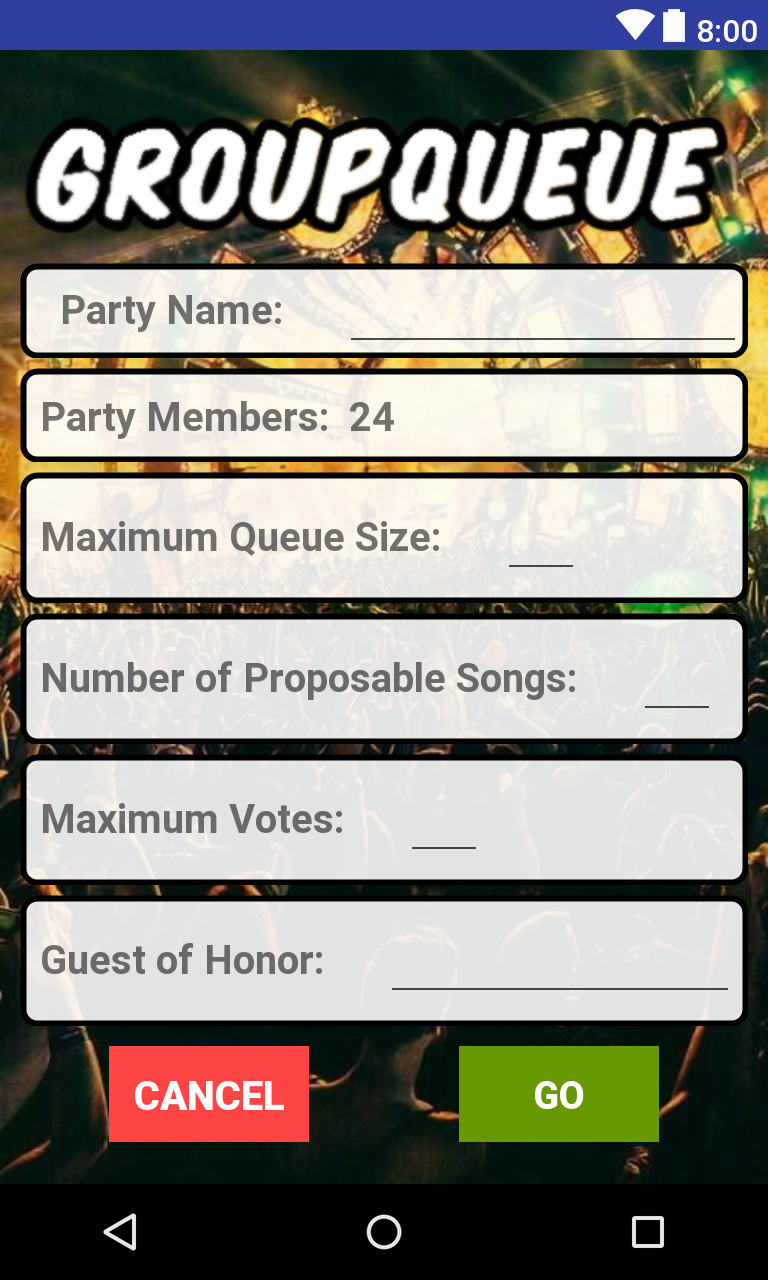 8:00
GROUPQUEUE
Party Name:
Party Members: 24
Maximum Queue Size:
Number of Proposable Songs:
Maximum Votes:
Guest of Honor:
CANCEL GO